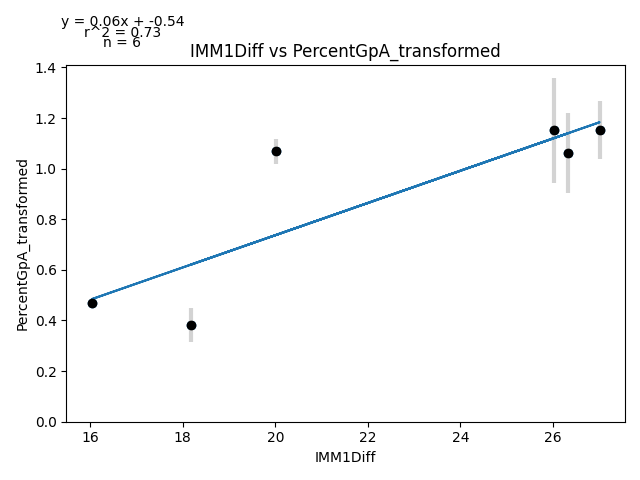 y = 0.06x + -0.54
r^2 = 0.73
n = 6
IMM1Diff vs PercentGpA_transformed
PercentGpA_transformed
1.4
1.2
1.0
0.8
0.6
0.4
0.2
0.0
16 18 20 22 24 26
IMM1Diff